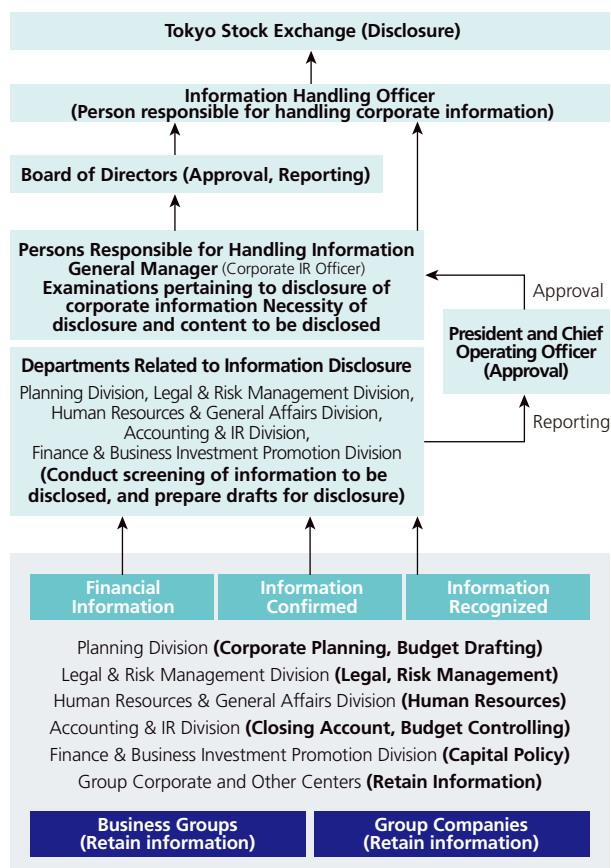 Tokyo Stock Exchange (Disclosure)
Information Handling Officer
(Person responsible for handling corporate information)
Board of Directors (Approval, Reporting)
Persons Responsible for Handling Information
General Manager (Corporate IR Officer)
Examinations pertaining to disclosure of
corporate information Necessity of
disclosure and content to be disclosed
Approval
President and Chief
Operating Officer
(Approval)
Reporting
Departments Related to Information Disclosure
Planning Division, Legal & Risk Management Division,
Human Resources & General Affairs Division,
Accounting & IR Division,
Finance & Business Investment Promotion Division
(Conduct screening of information to be
disclosed, and prepare drafts for disclosure)
Financial
Information
Information
Confirmed
Information
Recognized
Planning Division (Corporate Planning, Budget Drafting)
Legal & Risk Management Division (Legal, Risk Management)
Human Resources & General Affairs Division (Human Resources)
Accounting & IR Division (Closing Account, Budget Controlling)
Finance & Business Investment Promotion Division (Capital Policy)
Group Corporate and Other Centers (Retain Information)
Business Groups
(Retain information)
Group Companies
(Retain information)